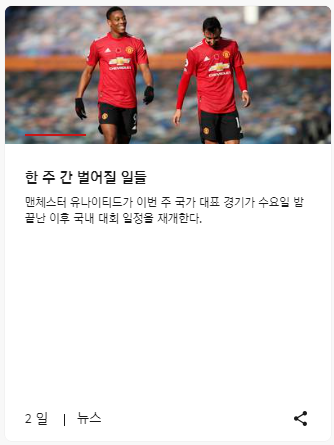 CHEVROLET
CHEVROLET
한 주 간 벌어질 일들
맨체스터 유나이티드가 이번 주 국가 대표 경기가 수요일 밤
끝난 이후 국내 대회 일정을 재개한다.
2 일 | 뉴스